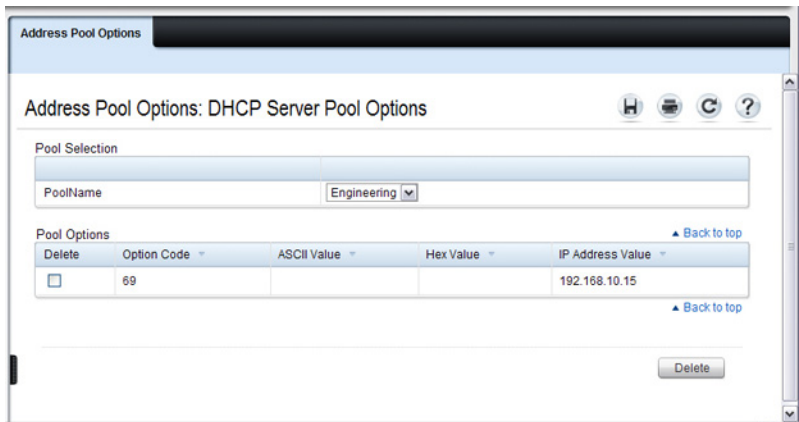 Address Pool Options
Address Pool Options: DHCP Server Pool Options
Pool Selection
PoolName Engineering
Pool Options Back to top
Delete Option Code ASCII Value Hex Value IP Address Value
69 192.168.10.15
Back to top
Delete